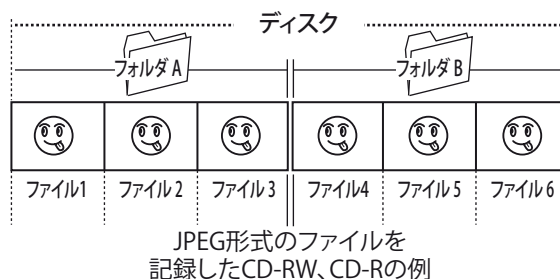 ディスク
フォルダ A フォルダ B
ファイル1 ファイル 2 ファイル 3 ファイル4 ファイル 5 ファイル 6
JPEG形式のファイルを
記録したCD-RW、CD-Rの例